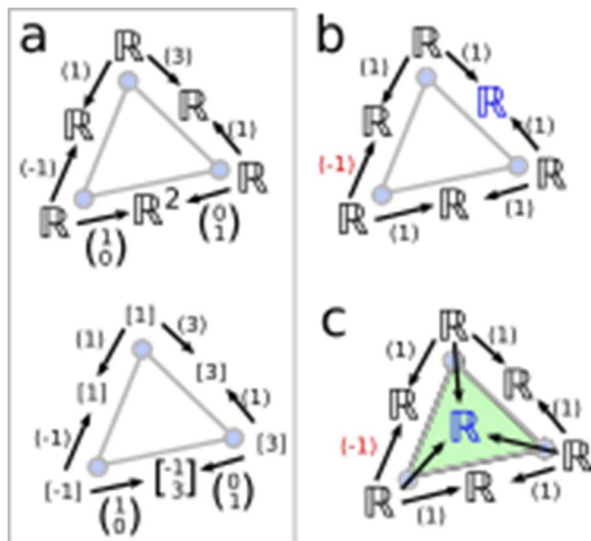 a
ℝ
(1) (3)
ℝ ℝ
(-1) (1)
ℝ ℝ² ℝ
(1 0) (0 1)
[1]
(1) (3)
[1] [3]
(-1) (1)
[-1] [-1 3] [3]
(1 0) (0 1)
b
ℝ
(1) (1)
ℝ ℝ
(-1) (1)
ℝ ℝ ℝ
(1) (1)
c
ℝ
(1) (1)
ℝ ℝ ℝ
(-1) (1)
ℝ ℝ ℝ
(1) (1)